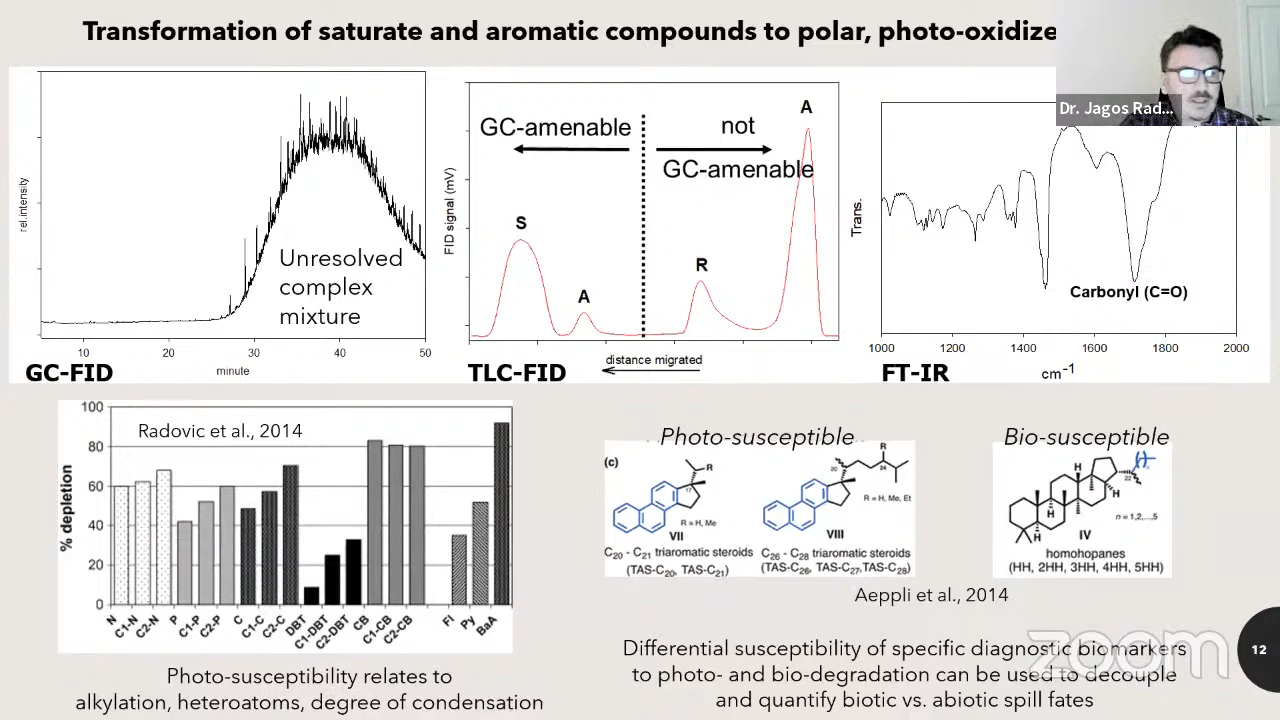 Transformation of saturate and aromatic compounds to polar, photo-oxidize
Dr. Jagos Rad...
rel.intensity
Unresolved
complex
mixture
10
20
30
40
50
minute
GC-FID
FID signal (mV)
GC-amenable
not
GC-amenable
S
A
R
A
distance migrated
TLC-FID
Trans.
Carbonyl (C=O)
1000
1200
1400
1600
1800
2000
cm-1
FT-IR
Radovic et al., 2014
% depletion
100
80
60
40
20
0
N
C1-N
C2-N
P
C1-P
C2-P
C
C1-C
C2-C
DBT
C1-DBT
C2-DBT
CB
C1-CB
C2-CB
Fl
Py
BaA
Photo-susceptibility relates to
alkylation, heteroatoms, degree of condensation
Photo-susceptible
(c)
R
17
R = H, Me
VII
C20 - C21 triaromatic steroids
(TAS-C20, TAS-C21)
20
R
24
R = H, Me, Et
VIII
C26 - C28 triaromatic steroids
(TAS-C26, TAS-C27, TAS-C28)
Bio-susceptible
H
H
H
H
H
22
n
n = 1,2,...,5
IV
homohopanes
(HH, 2HH, 3HH, 4HH, 5HH)
Aeppli et al., 2014
Differential susceptibility of specific diagnostic biomarkers
to photo- and bio-degradation can be used to decouple
and quantify biotic vs. abiotic spill fates
zoom
12